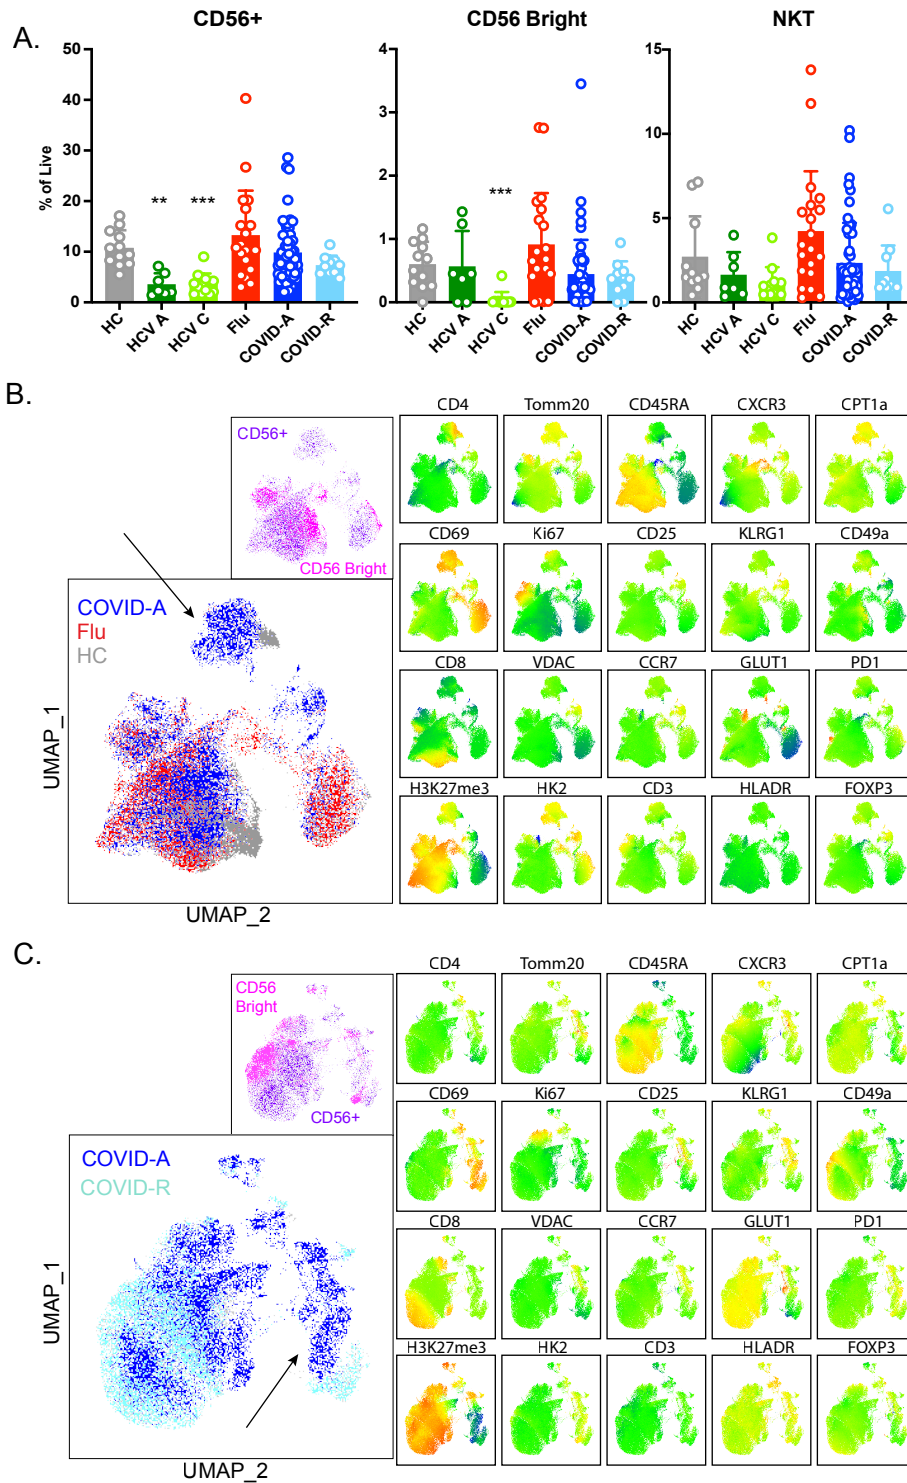 A.
CD56+
CD56 Bright
NKT
% of Live
50
40
30
20
10
0
** ***
HC
HCV A
HCV C
Flu
COVID-A
COVID-R
4
3
2
1
0
***
HC
HCV A
HCV C
Flu
COVID-A
COVID-R
15
10
5
0
HC
HCV A
HCV C
Flu
COVID-A
COVID-R
B.
CD56+
CD56 Bright
COVID-A
Flu
HC
UMAP_1
UMAP_2
CD4 Tomm20 CD45RA CXCR3 CPT1a
CD69 Ki67 CD25 KLRG1 CD49a
CD8 VDAC CCR7 GLUT1 PD1
H3K27me3 HK2 CD3 HLADR FOXP3
C.
CD56
Bright
CD56+
COVID-A
COVID-R
UMAP_1
UMAP_2
CD4 Tomm20 CD45RA CXCR3 CPT1a
CD69 Ki67 CD25 KLRG1 CD49a
CD8 VDAC CCR7 GLUT1 PD1
H3K27me3 HK2 CD3 HLADR FOXP3